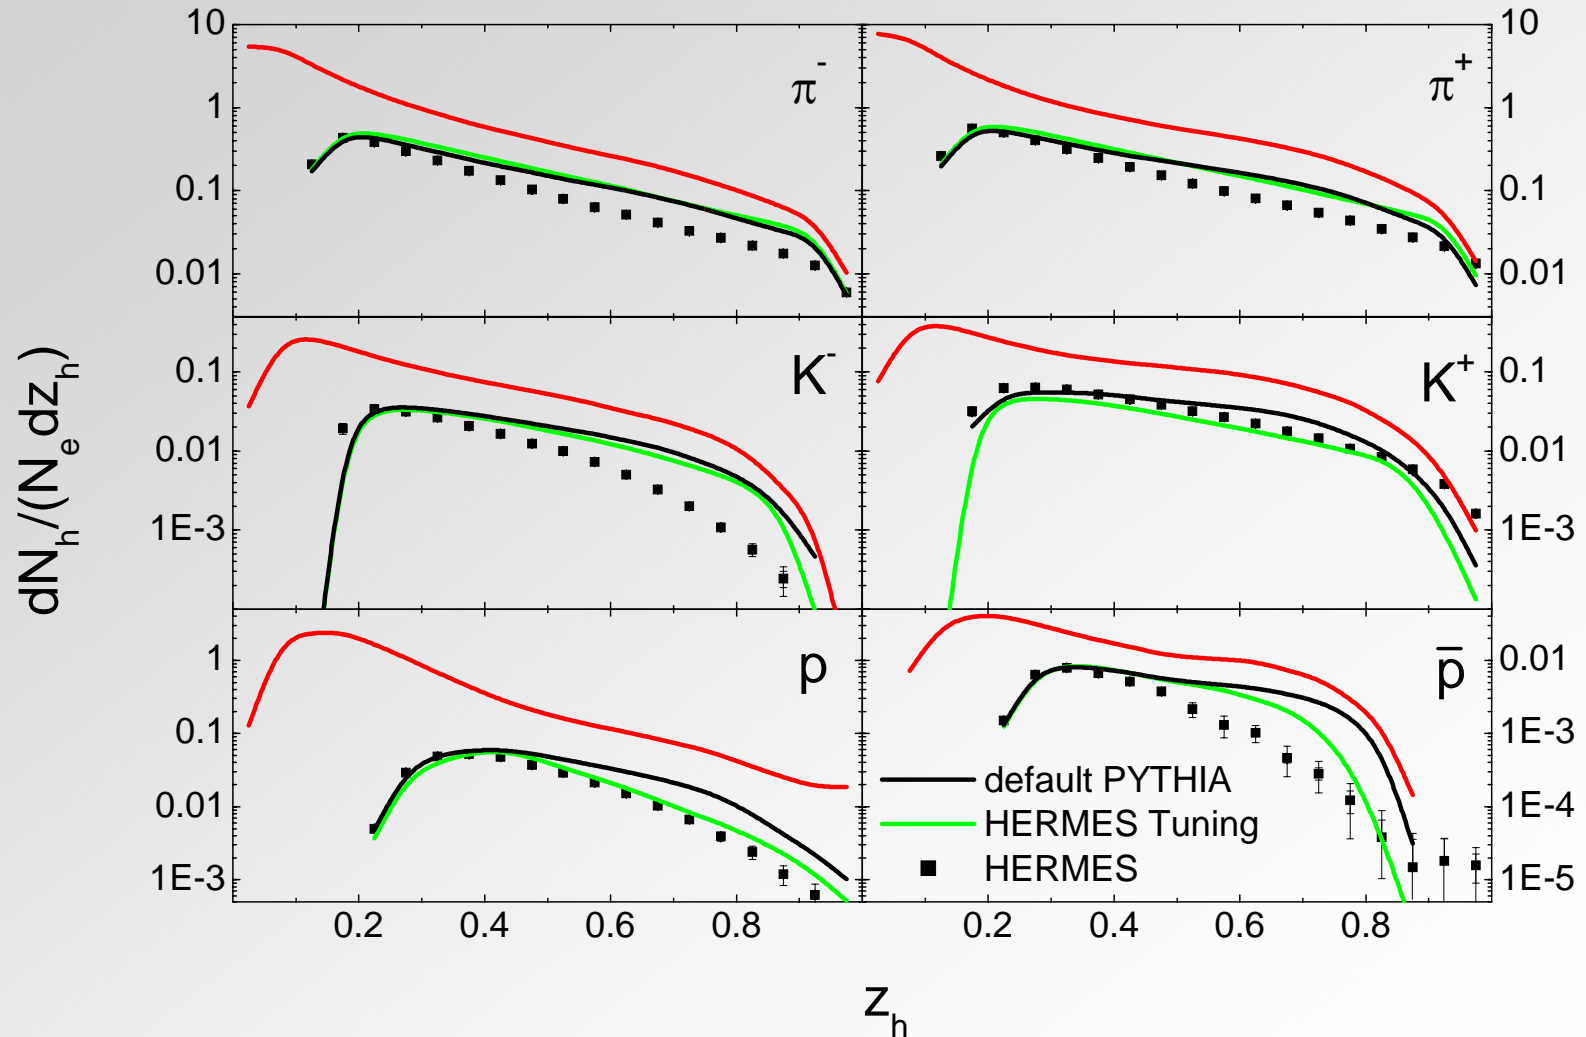 10
1
0.1
0.01
π-
10
1
0.1
0.01
π+
0.1
0.01
1E-3
K-
0.1
0.01
1E-3
K+
1
0.1
0.01
1E-3
p
0.01
1E-3
1E-4
1E-5
p̄
default PYTHIA
HERMES Tuning
HERMES
0.2 0.4 0.6 0.8
0.2 0.4 0.6 0.8
dNh/(Ne dzh)
zh